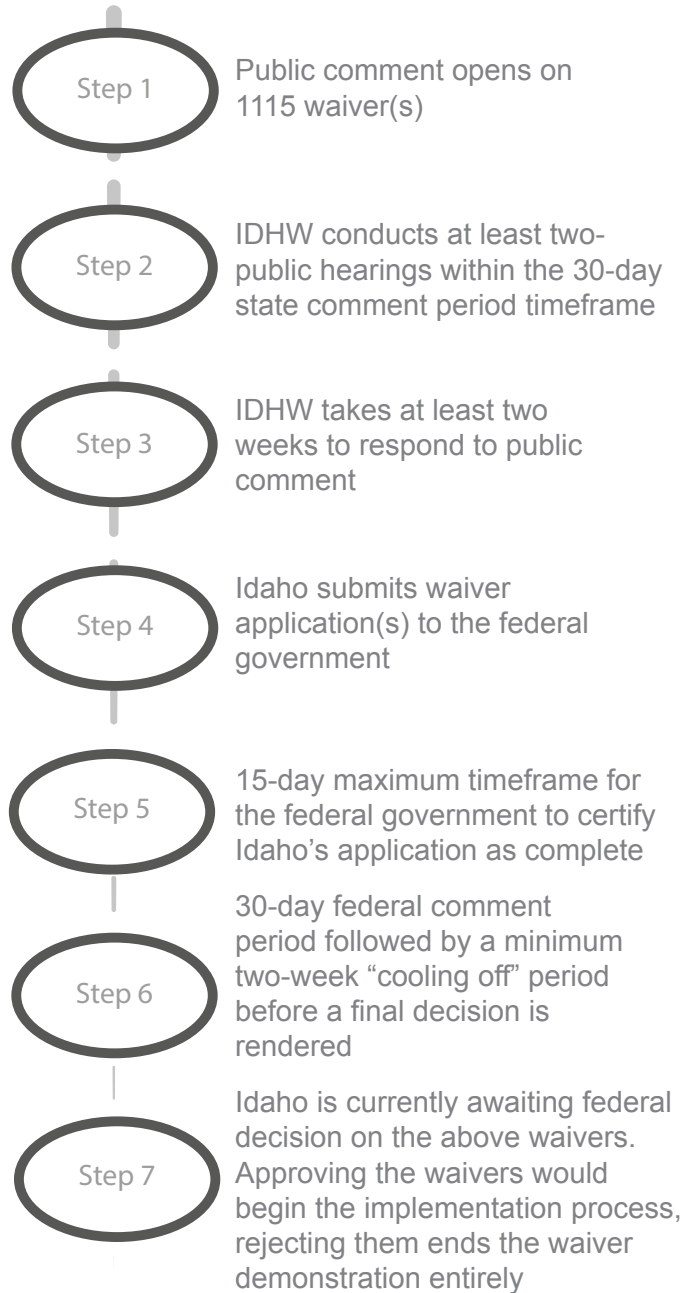 Step 1
Public comment opens on
1115 waiver(s)
Step 2
IDHW conducts at least two-
public hearings within the 30-day
state comment period timeframe
Step 3
IDHW takes at least two
weeks to respond to public
comment
Step 4
Idaho submits waiver
application(s) to the federal
government
Step 5
15-day maximum timeframe for
the federal government to certify
Idaho’s application as complete
Step 6
30-day federal comment
period followed by a minimum
two-week “cooling off” period
before a final decision is
rendered
Step 7
Idaho is currently awaiting federal
decision on the above waivers.
Approving the waivers would
begin the implementation process,
rejecting them ends the waiver
demonstration entirely